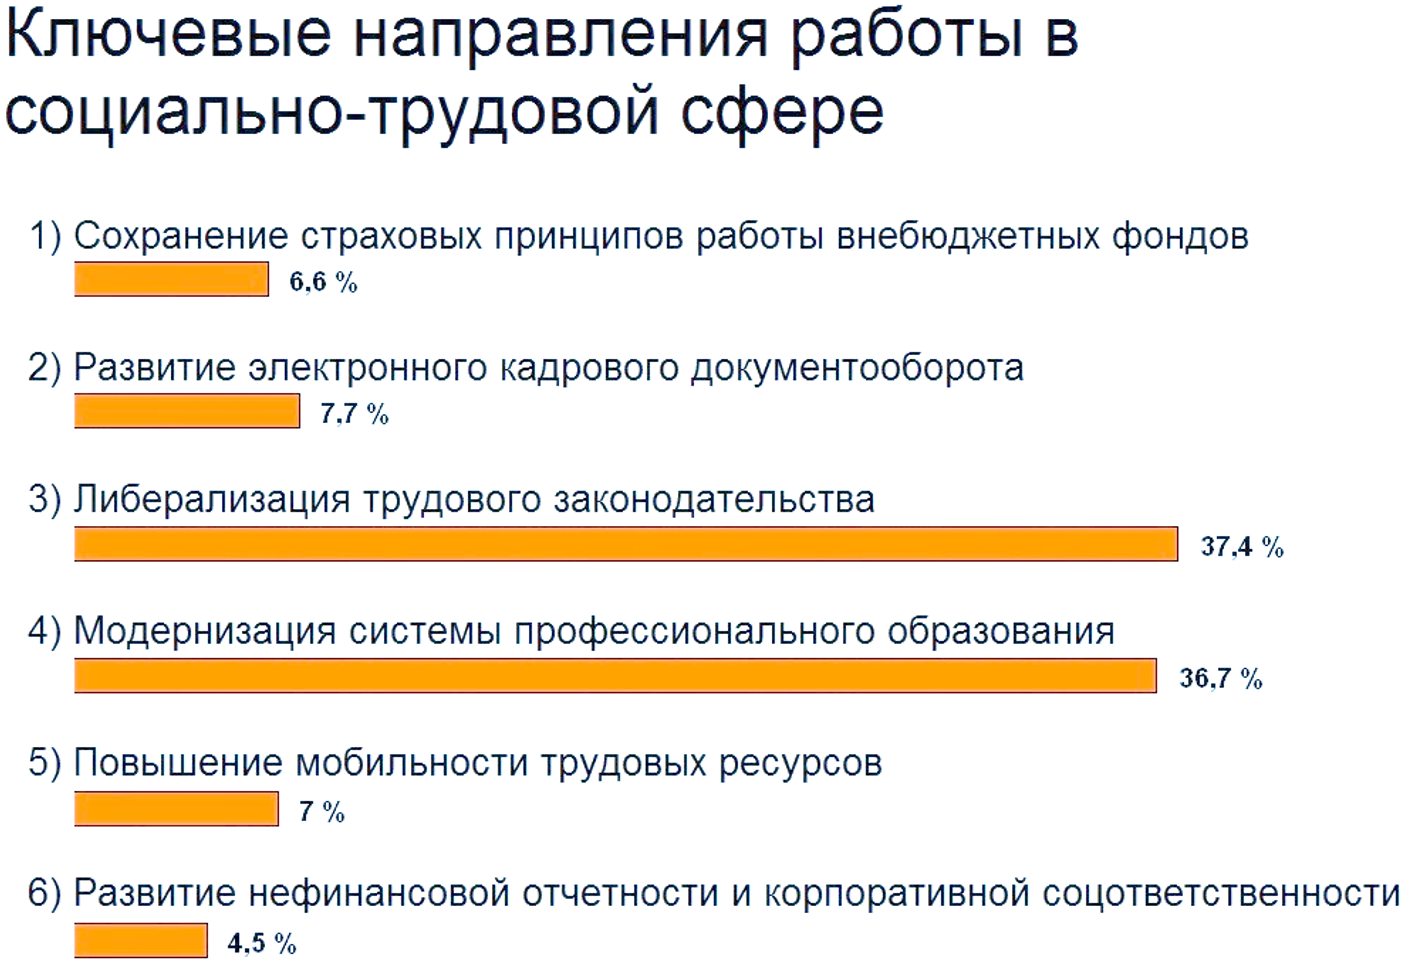 Ключевые направления работы в
социально-трудовой сфере
1) Сохранение страховых принципов работы внебюджетных фондов
6,6 %
2) Развитие электронного кадрового документооборота
7,7 %
3) Либерализация трудового законодательства
37,4 %
4) Модернизация системы профессионального образования
36,7 %
5) Повышение мобильности трудовых ресурсов
7 %
6) Развитие нефинансовой отчетности и корпоративной соцответственности
4,5 %